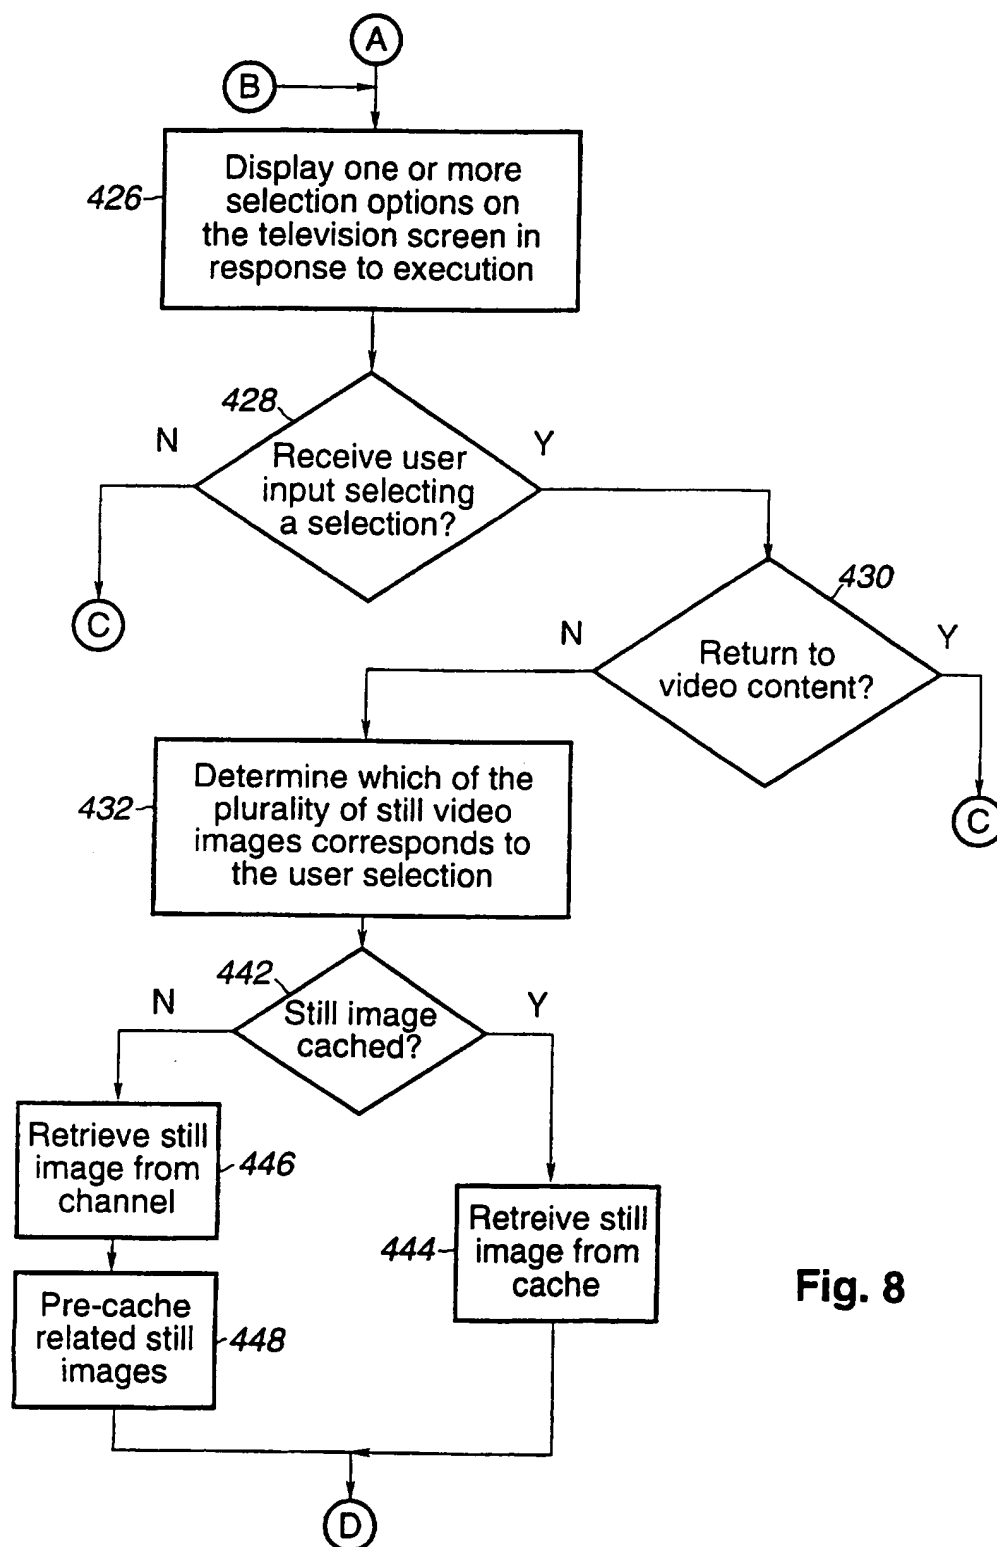 A
B
Display one or more
selection options on
the television screen in
response to execution
426
428
N
Y
Receive user
input selecting
a selection?
C
430
N
Y
Return to
video content?
C
Determine which of the
plurality of still video
images corresponds to
the user selection
432
442
N
Y
Still image
cached?
Retrieve still
image from
channel
446
Retreive still
image from
cache
444
Pre-cache
related still
images
448
Fig. 8
D